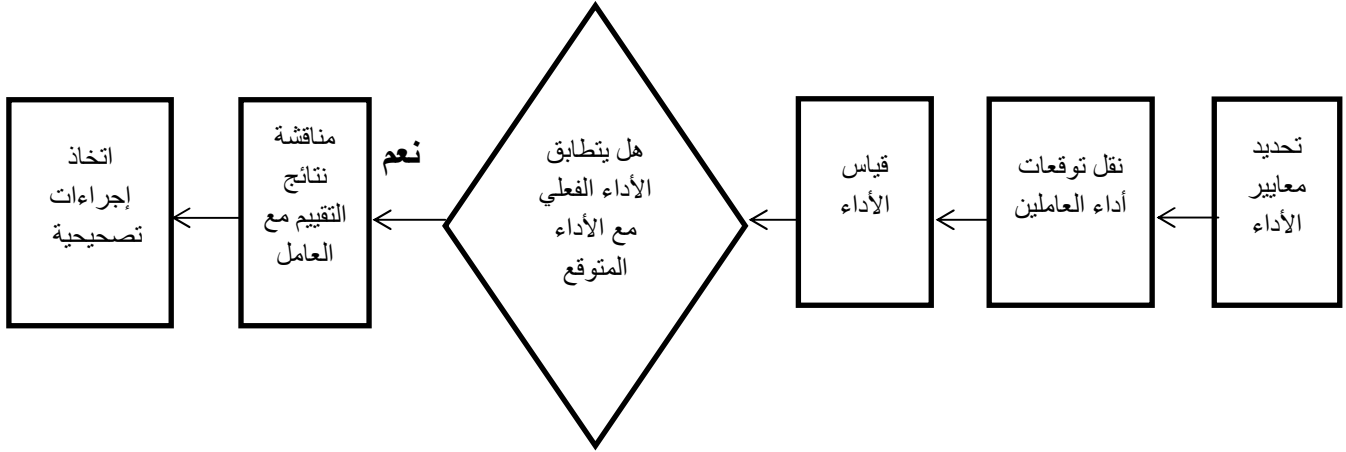 تحديد
معايير
الأداء
نقل توقعات
أداء العاملين
قياس
الأداء
هل يتطابق
الأداء الفعلي
مع الأداء
المتوقع
نعم
مناقشة
نتائج
التقييم مع
العامل
اتخاذ
إجراءات
تصحيحية